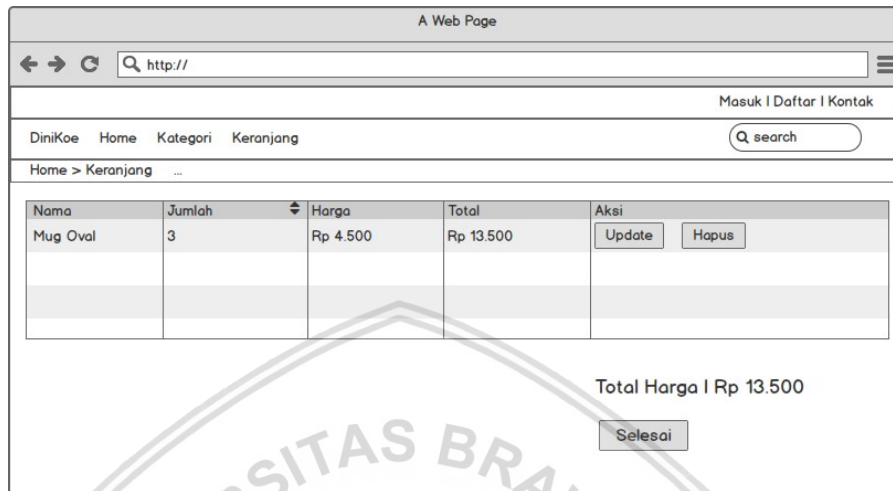 A Web Page
http://
Masuk | Daftar | Kontak
DiniKoe Home Kategori Keranjang search
Home > Keranjang ...
Nama Jumlah Harga Total Aksi
Mug Oval 3 Rp 4.500 Rp 13.500 Update Hapus
Total Harga | Rp 13.500
Selesai
SITAS BRA